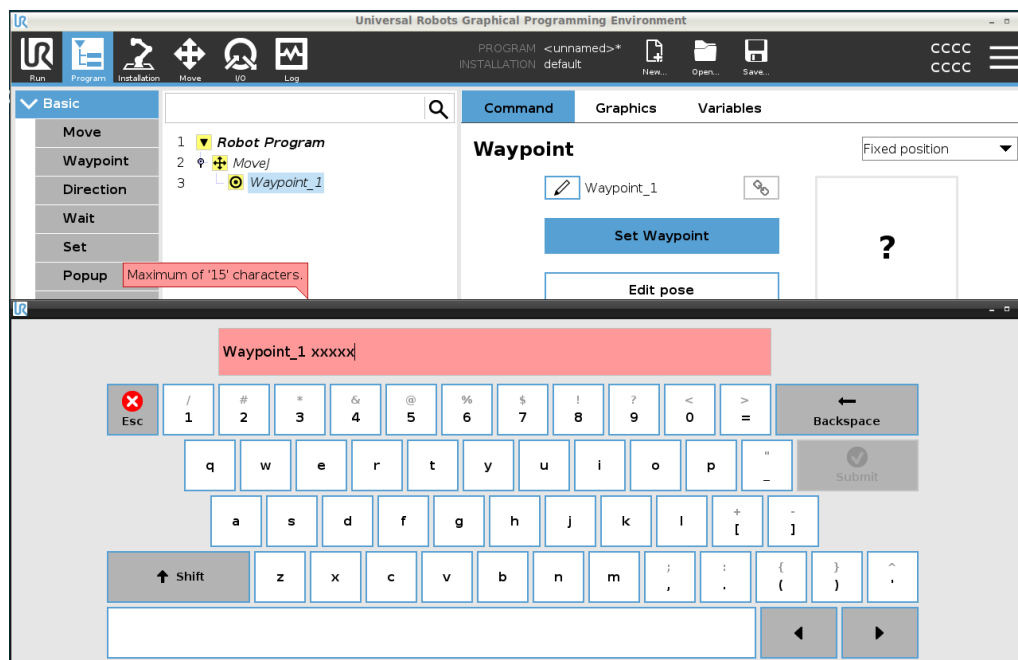 Universal Robots Graphical Programming Environment
PROGRAM <unnamed>*
INSTALLATION default
CCCC
CCCC
Run Program Installation Move I/O Log New... Open... Save...
Basic
Command Graphics Variables
Move
Waypoint
Direction
Wait
Set
Popup
1 Robot Program
2 MoveJ
3 Waypoint_1
Waypoint
Fixed position
Waypoint_1
Set Waypoint
?
Edit pose
Maximum of '15' characters.
Waypoint_1 xxxxx
Esc / 1 # 2 * 3 & 4 @ 5 % 6 $ 7 ! 8 ? 9 < 0 > = Backspace
q w e r t y u i o p " _ Submit
a s d f g h j k l + [ - ]
Shift z x c v b n m ; , : . { ( } ) ^ '